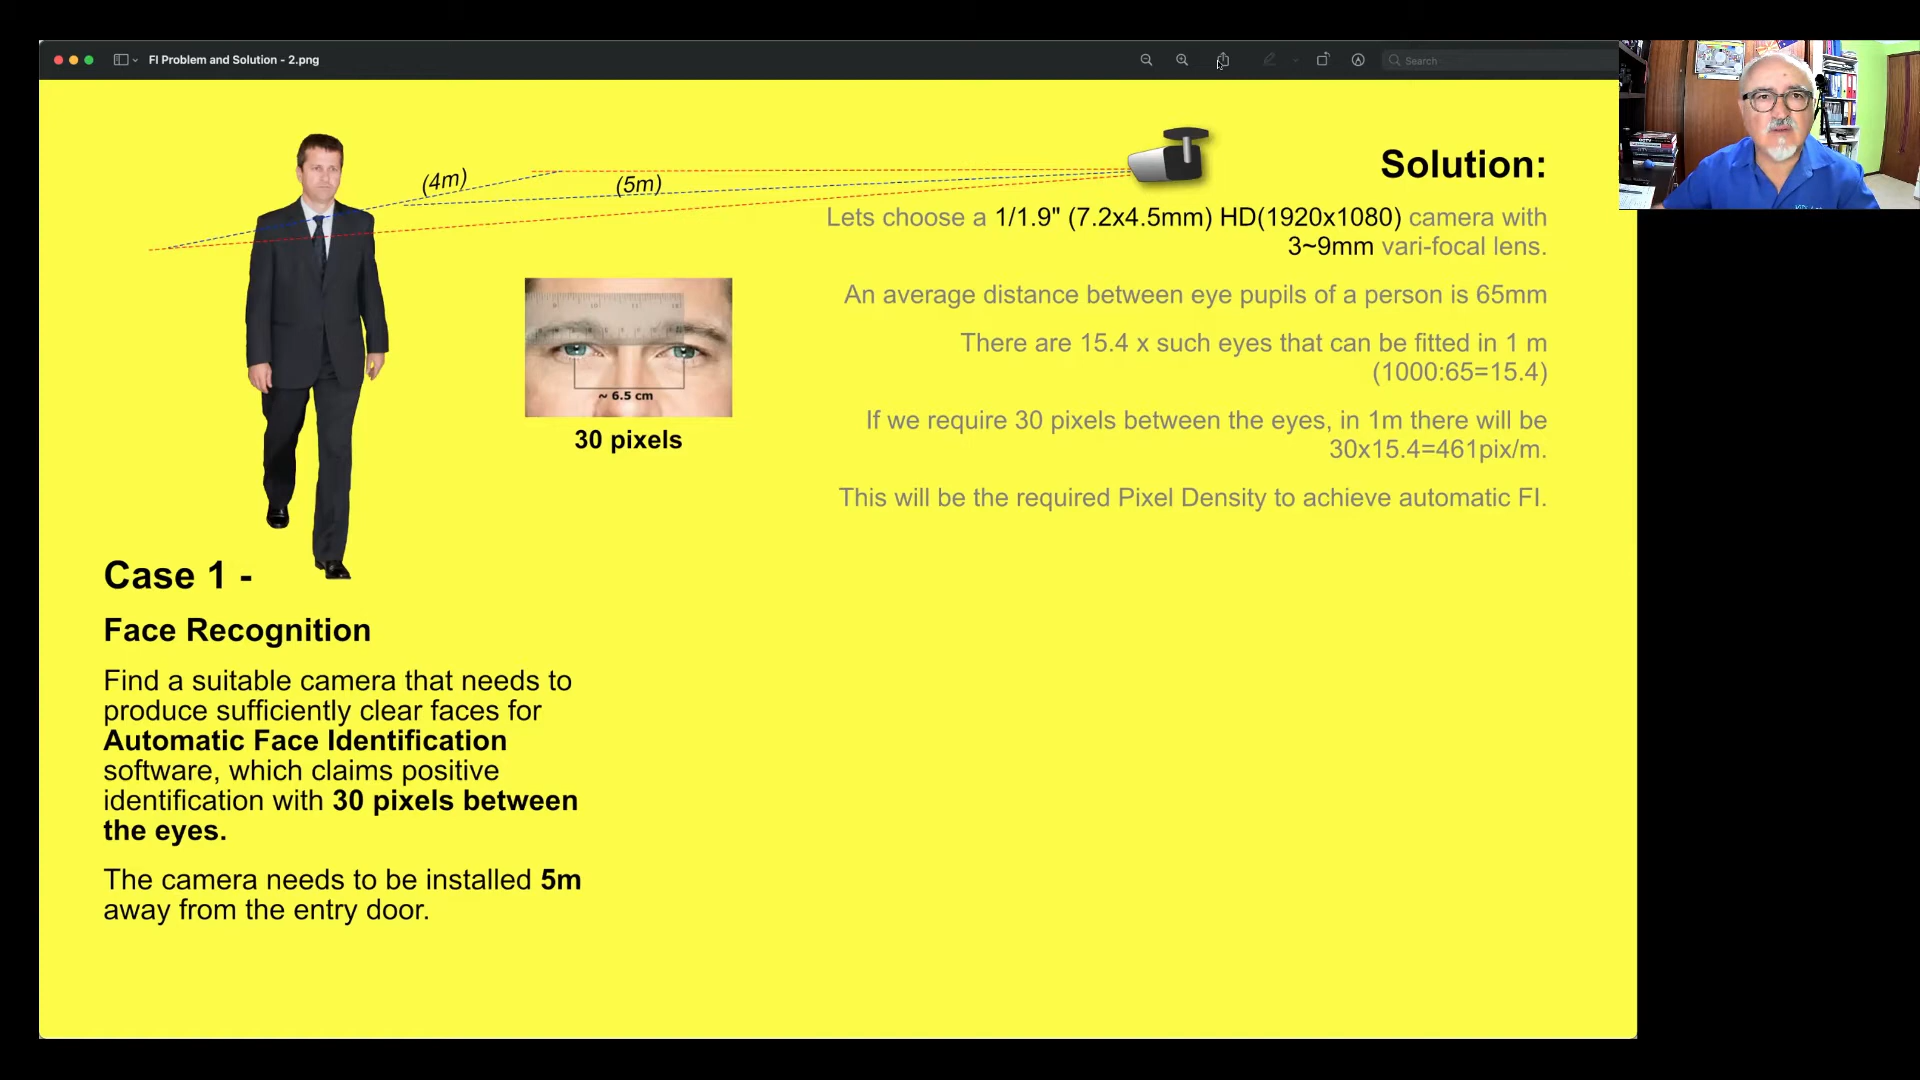 FI Problem and Solution - 2.png
Search
(4m)
(5m)
Solution:
Lets choose a 1/1.9" (7.2x4.5mm) HD(1920x1080) camera with
3~9mm vari-focal lens.
An average distance between eye pupils of a person is 65mm
There are 15.4 x such eyes that can be fitted in 1 m
(1000:65=15.4)
If we require 30 pixels between the eyes, in 1m there will be
30x15.4=461pix/m.
This will be the required Pixel Density to achieve automatic FI.
~ 6.5 cm
30 pixels
Case 1 -
Face Recognition
Find a suitable camera that needs to
produce sufficiently clear faces for
Automatic Face Identification
software, which claims positive
identification with 30 pixels between
the eyes.
The camera needs to be installed 5m
away from the entry door.